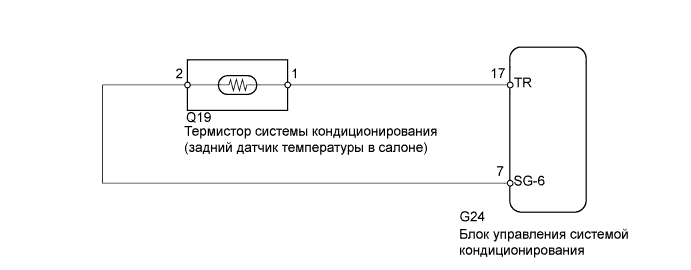 2 1 17 TR
Q19
Термистор системы кондиционирования
(задний датчик температуры в салоне)
7 SG-6
G24
Блок управления системой
кондиционирования